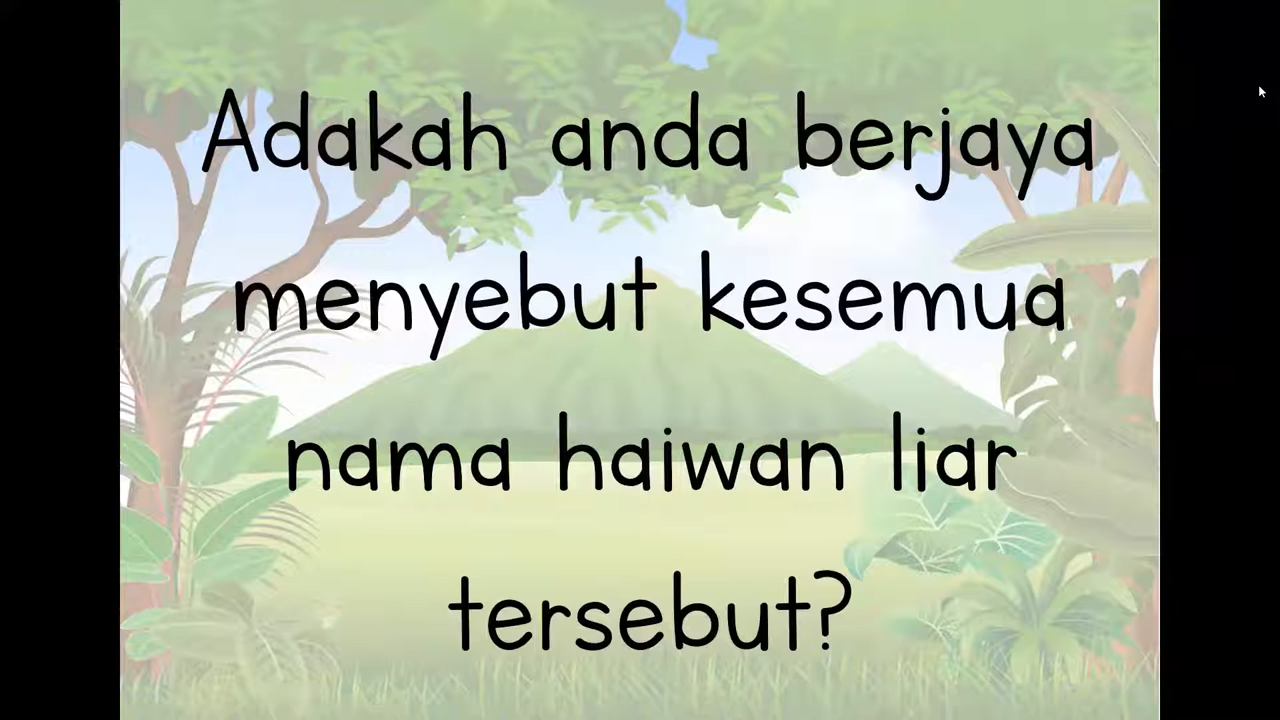 Adakah anda berjaya
menyebut kesemua
nama haiwan liar
tersebut?